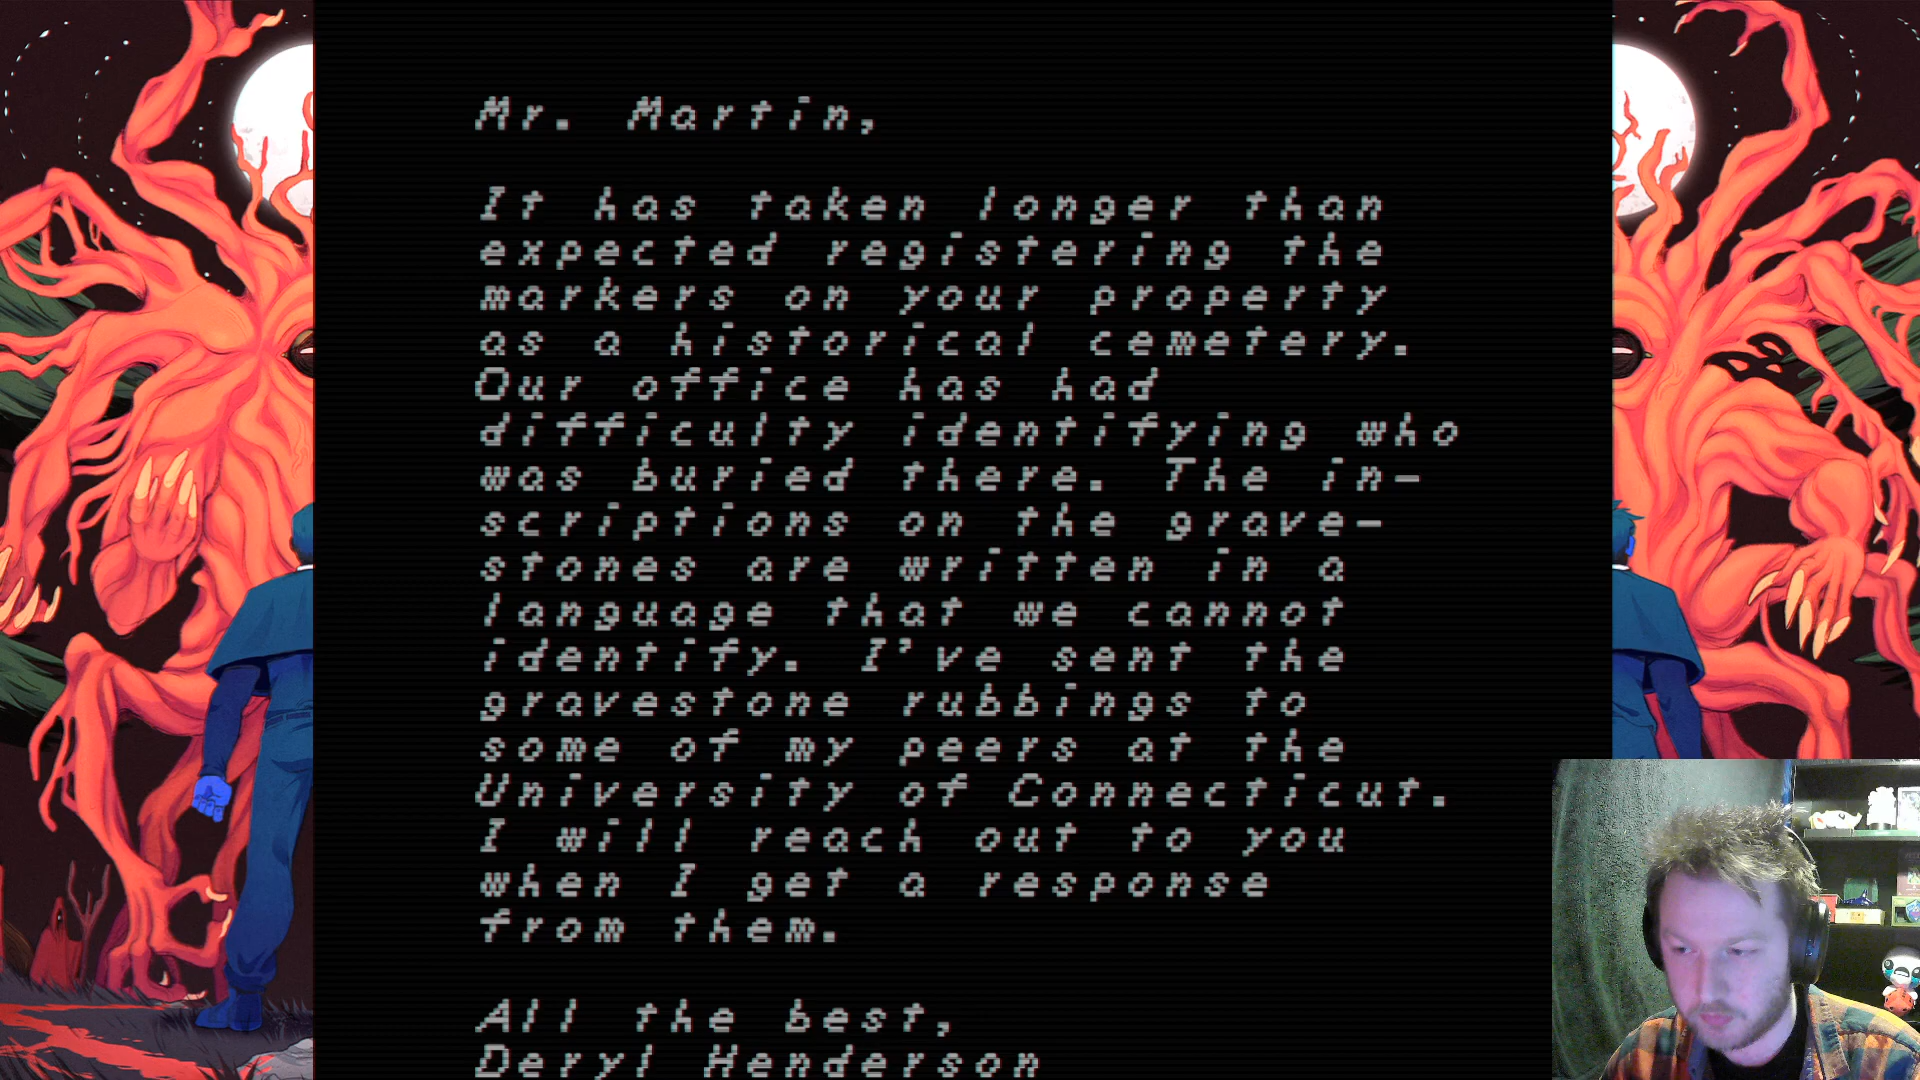 Mr. Martin,
It has taken longer than
expected registering the
markers on your property
as a historical cemetery.
Our office has had
difficulty identifying who
was buried there. The in-
scriptions on the grave-
stones are written in a
language that we cannot
identify. I've sent the
gravestone rubbings to
some of my peers at the
University of Connecticut.
I will reach out to you
when I get a response
from them.
All the best,
Deryl Henderson